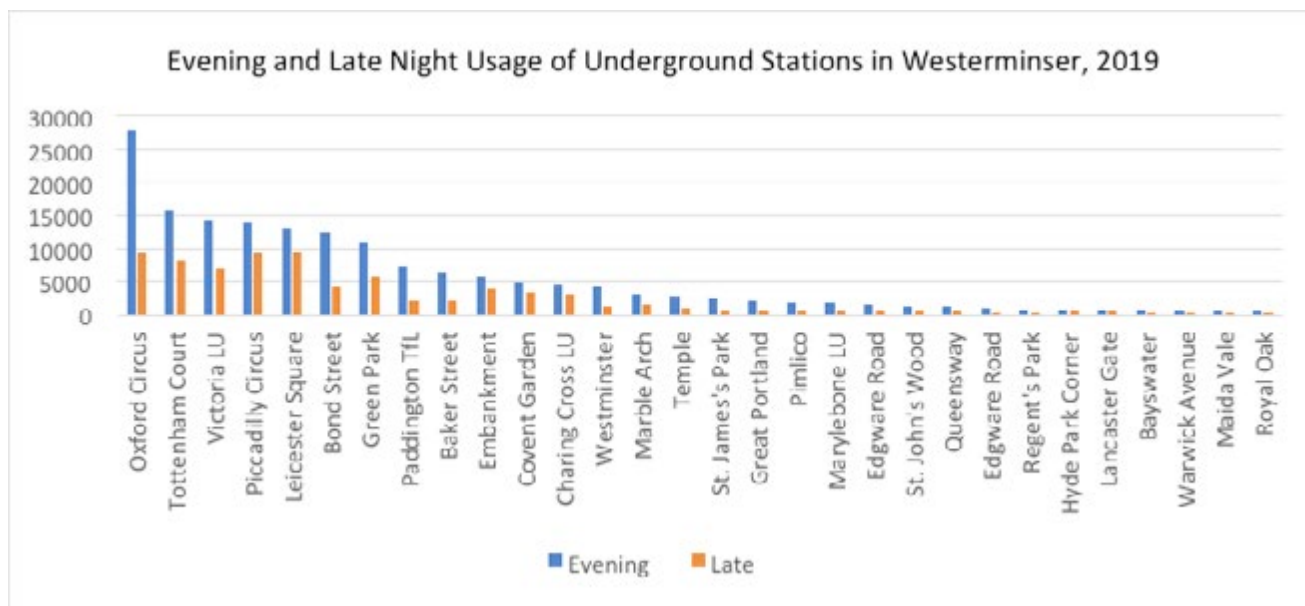 Evening and Late Night Usage of Underground Stations in Westerminser, 2019
30000
25000
20000
15000
10000
5000
0
Oxford Circus
Tottenham Court
Victoria LU
Piccadilly Circus
Leicester Square
Bond Street
Green Park
Paddington TfL
Baker Street
Embankment
Covent Garden
Charing Cross LU
Westminster
Marble Arch
Temple
St. James's Park
Great Portland
Pimlico
Marylebone LU
Edgware Road
St. John's Wood
Queensway
Edgware Road
Regent's Park
Hyde Park Corner
Lancaster Gate
Bayswater
Warwick Avenue
Maida Vale
Royal Oak
Evening
Late